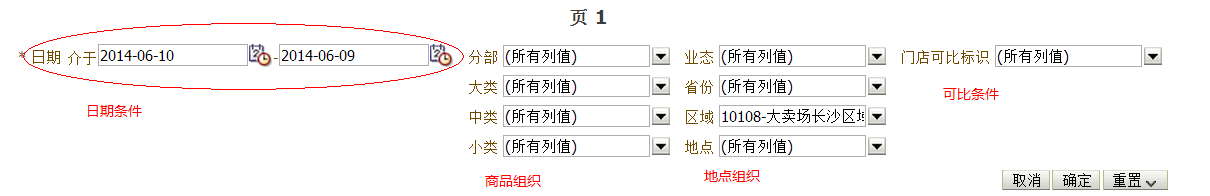 页 1
* 日期 介于 2014-06-10 - 2014-06-09 分部 (所有列值) 业态 (所有列值) 门店可比标识 (所有列值)
大类 (所有列值) 省份 (所有列值) 可比条件
日期条件 中类 (所有列值) 区域 10108-大卖场长沙区域
小类 (所有列值) 地点 (所有列值)
商品组织 地点组织
取消 确定 重置